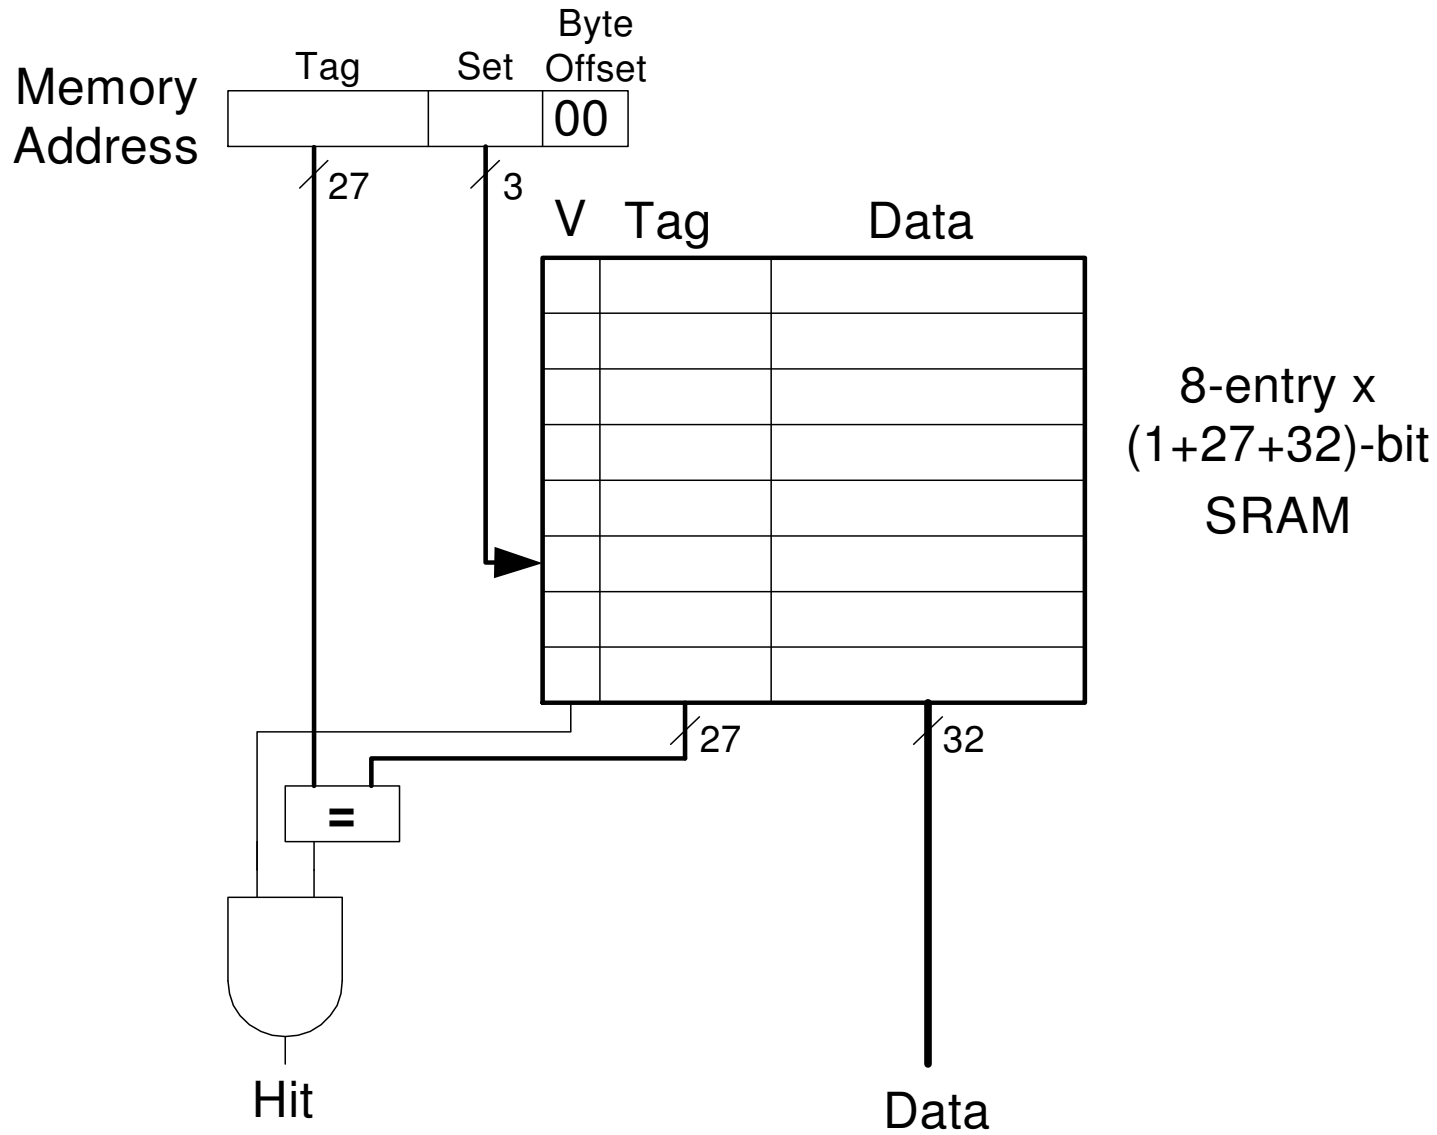 Byte
Tag Set Offset
Memory
Address
00
27 3
V Tag Data
8-entry x
(1+27+32)-bit
SRAM
27 32
=
Hit
Data